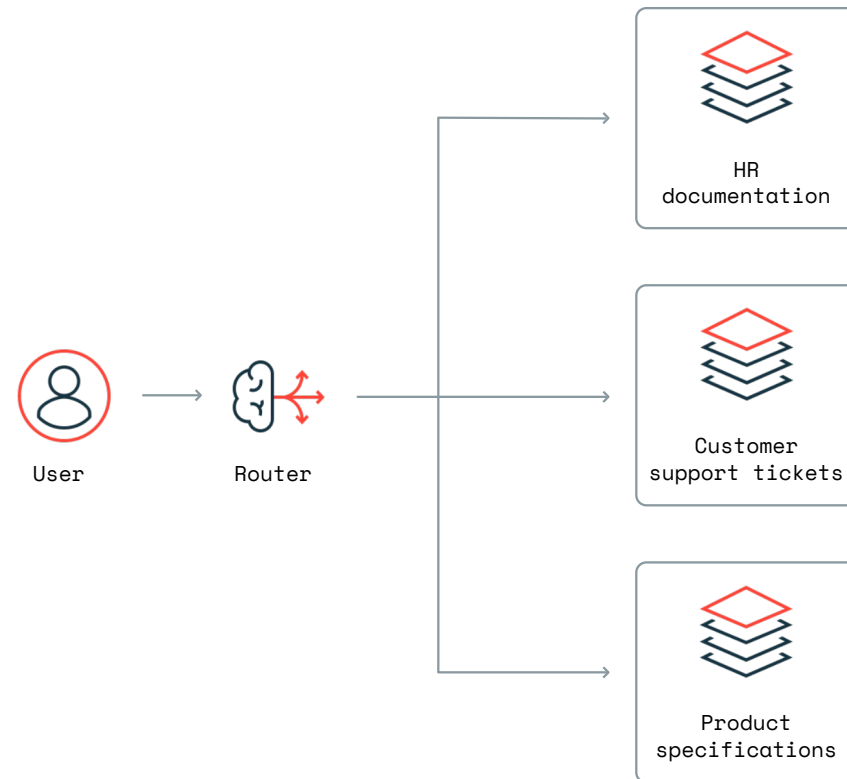 HR
documentation
Customer
support tickets
User
Router
Product
specifications